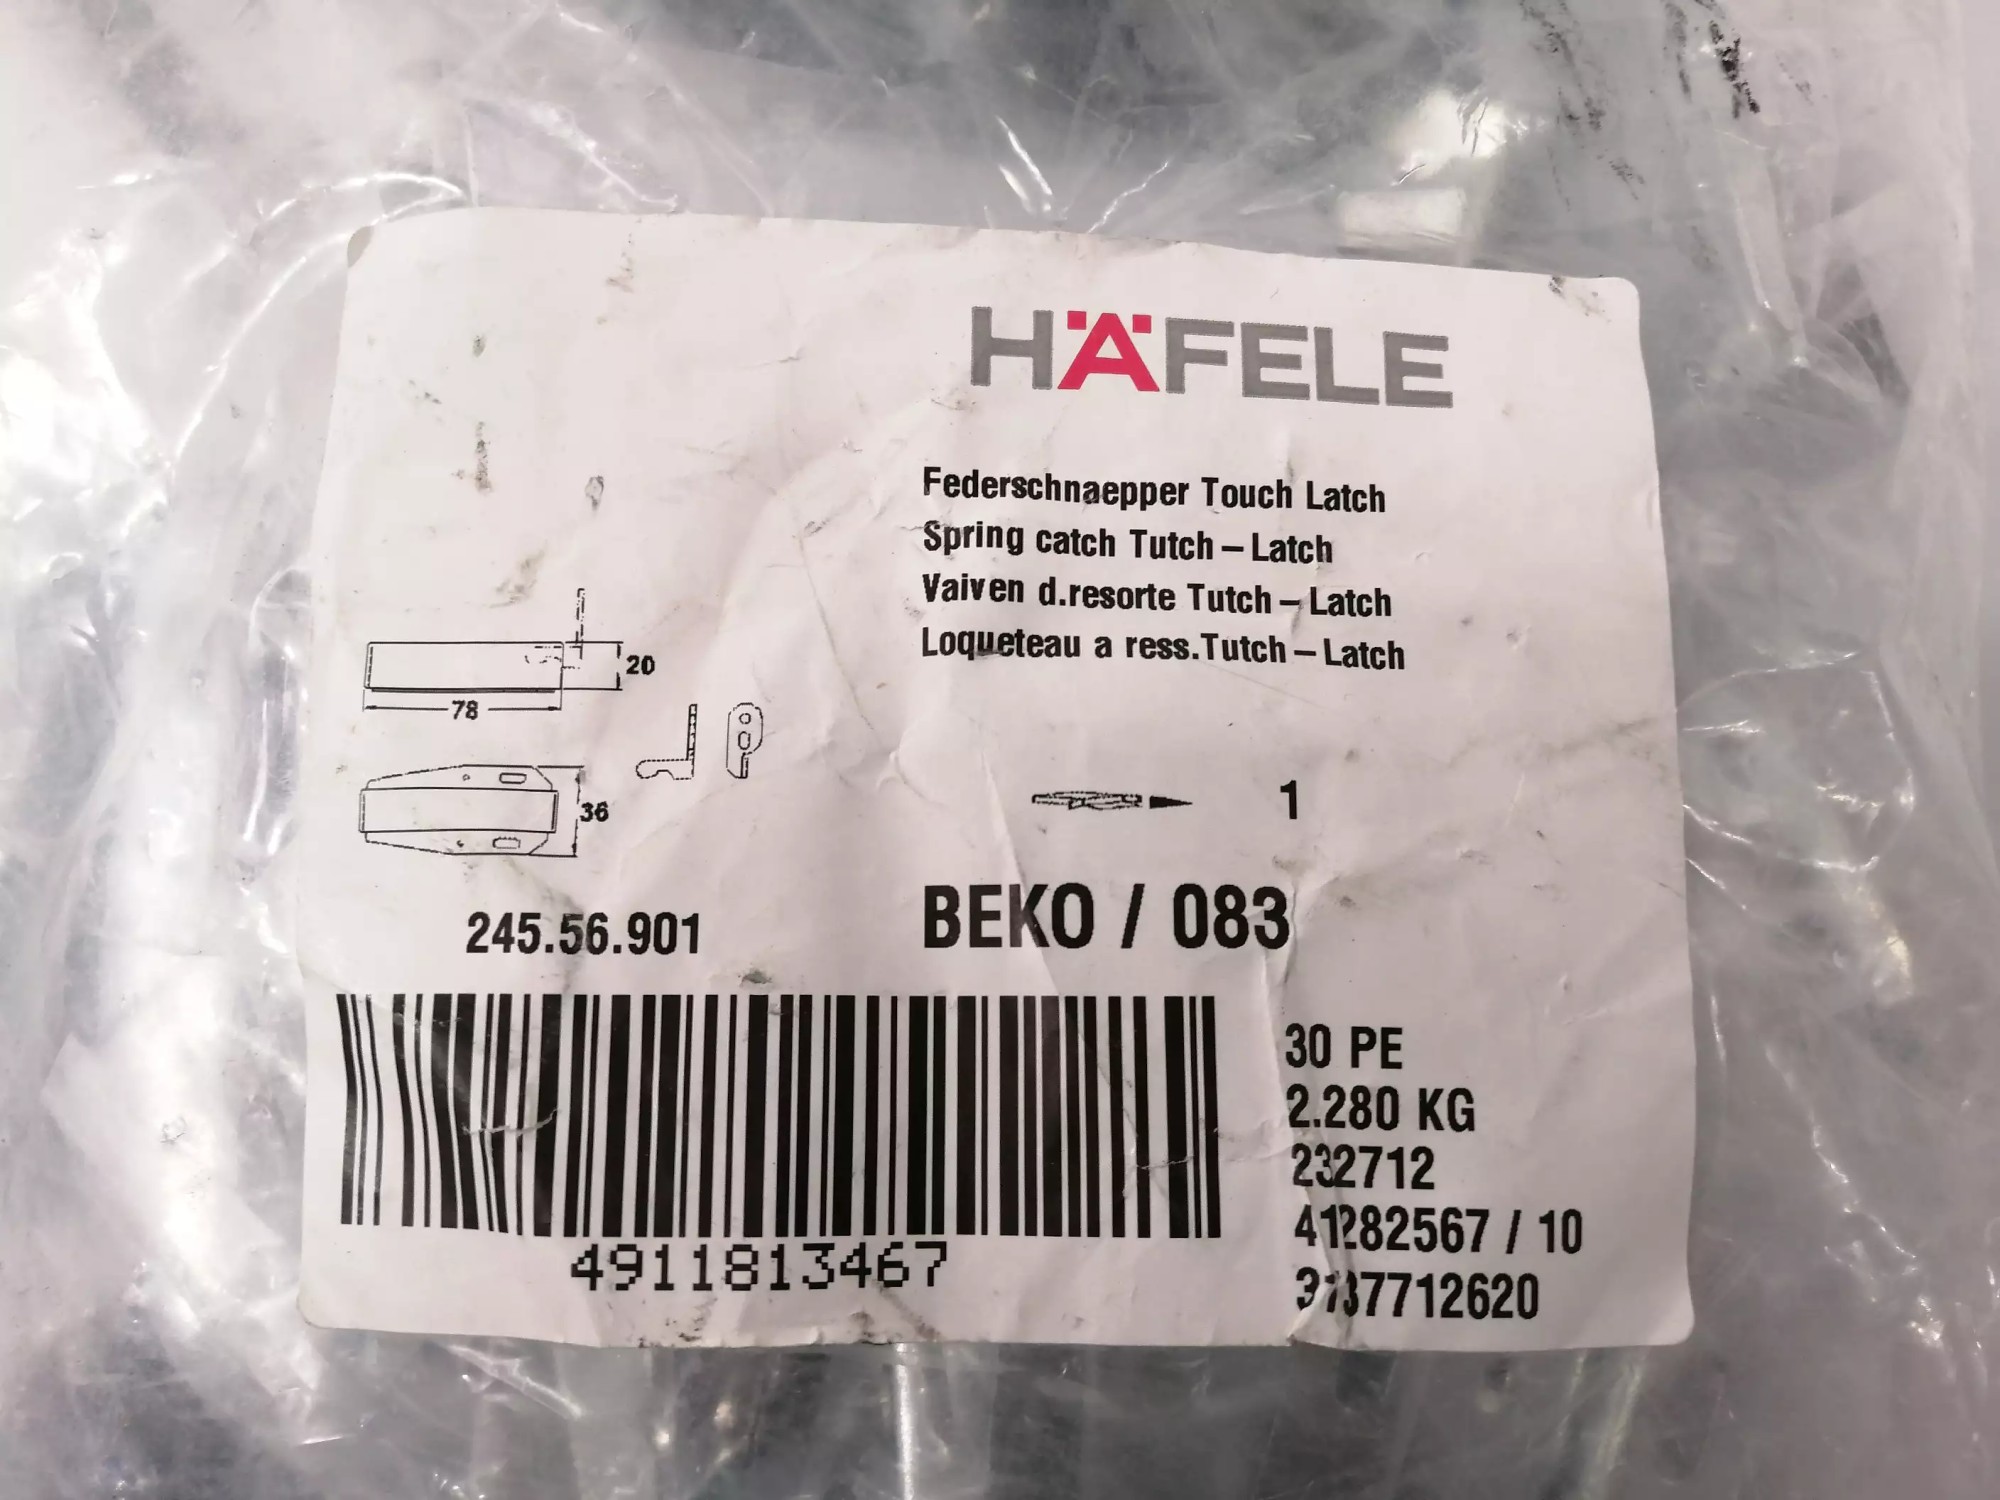 HÄFELE
Federschnaepper Touch Latch
Spring catch Tutch – Latch
Vaiven d.resorte Tutch – Latch
Loqueteau a ress.Tutch – Latch
20
78
36
1
245.56.901
BEKO / 083
30 PE
2.280 KG
232712
41282567 / 10
4911813467